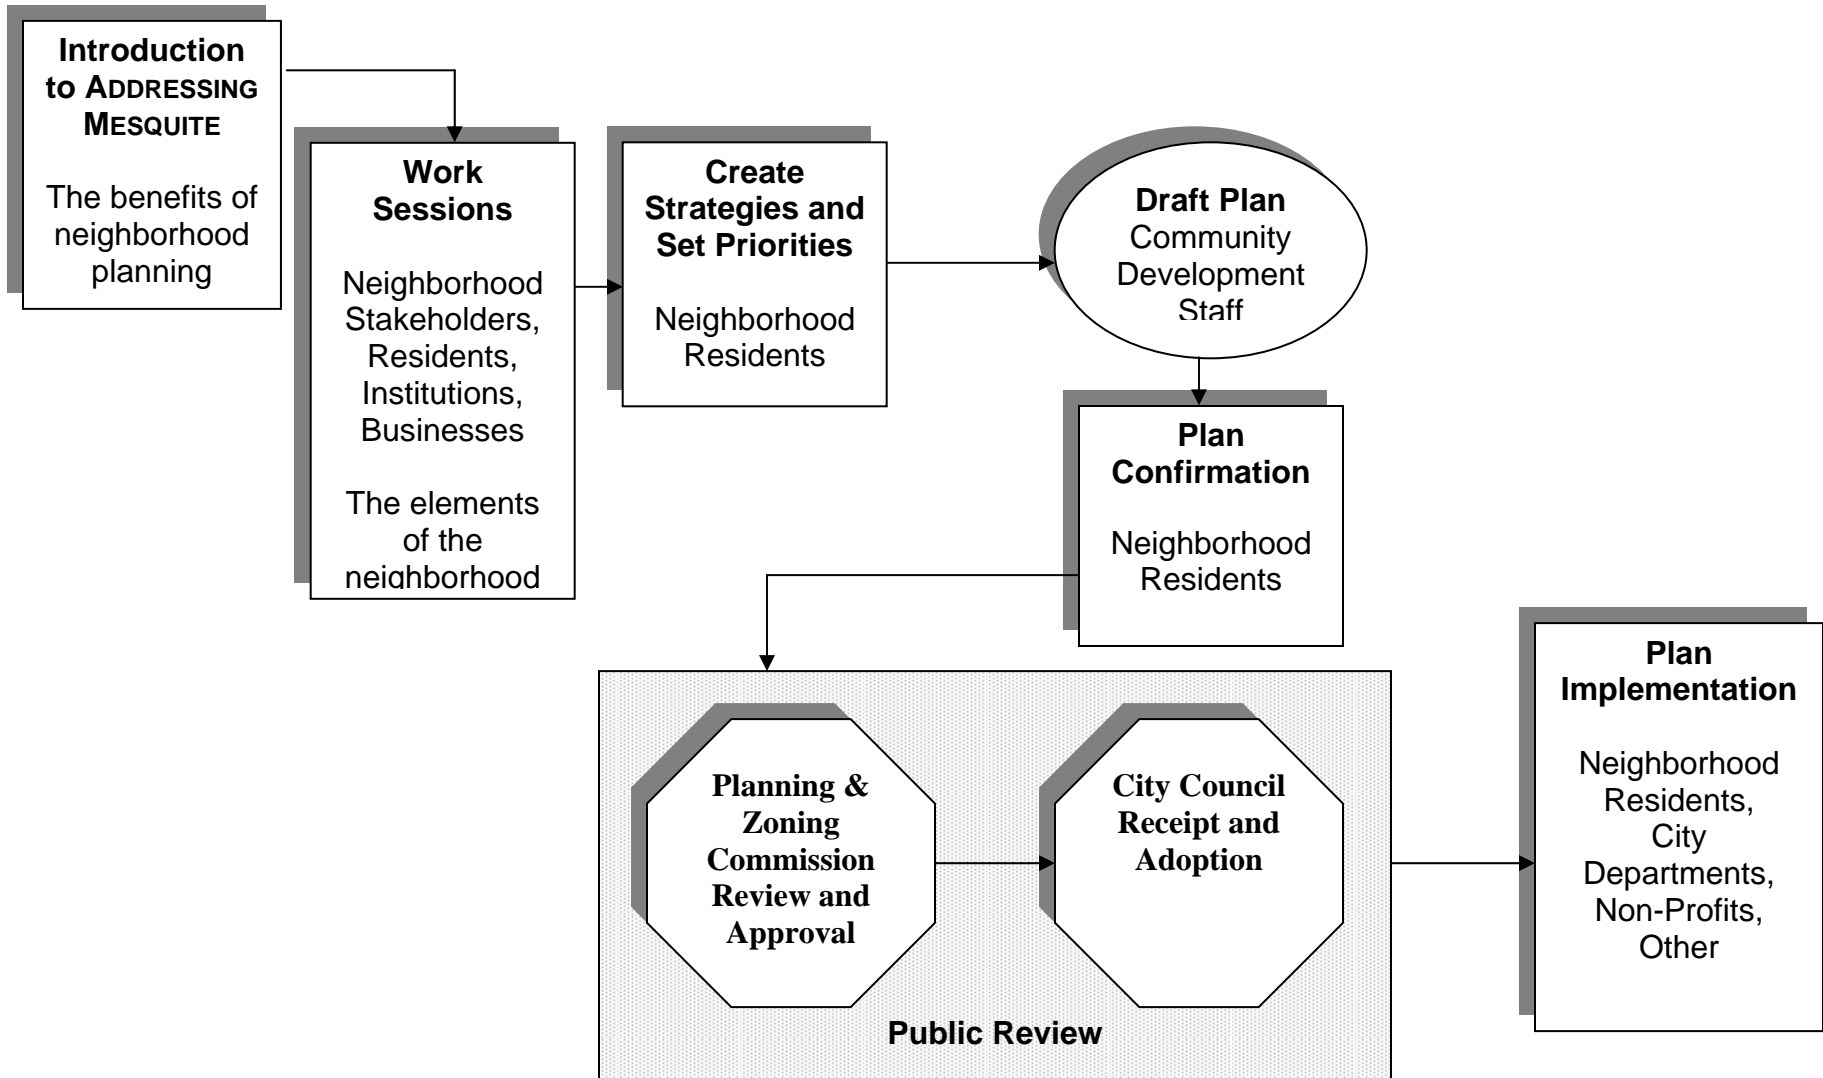 Introduction
to ADDRESSING
MESQUITE
The benefits of
neighborhood
planning
Work
Sessions
Neighborhood
Stakeholders,
Residents,
Institutions,
Businesses
The elements
of the
neighborhood
Create
Strategies and
Set Priorities
Neighborhood
Residents
Draft Plan
Community
Development
Staff
Plan
Confirmation
Neighborhood
Residents
Planning &
Zoning
Commission
Review and
Approval
City Council
Receipt and
Adoption
Public Review
Plan
Implementation
Neighborhood
Residents,
City
Departments,
Non-Profits,
Other